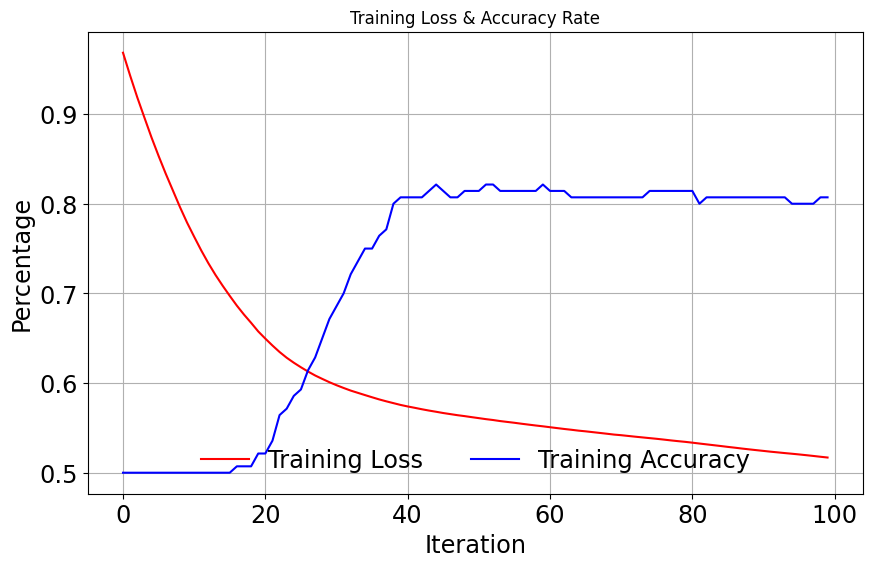 Training Loss & Accuracy Rate
Percentage
0.9
0.8
0.7
0.6
0.5
Training Loss Training Accuracy
0 20 40 60 80 100
Iteration